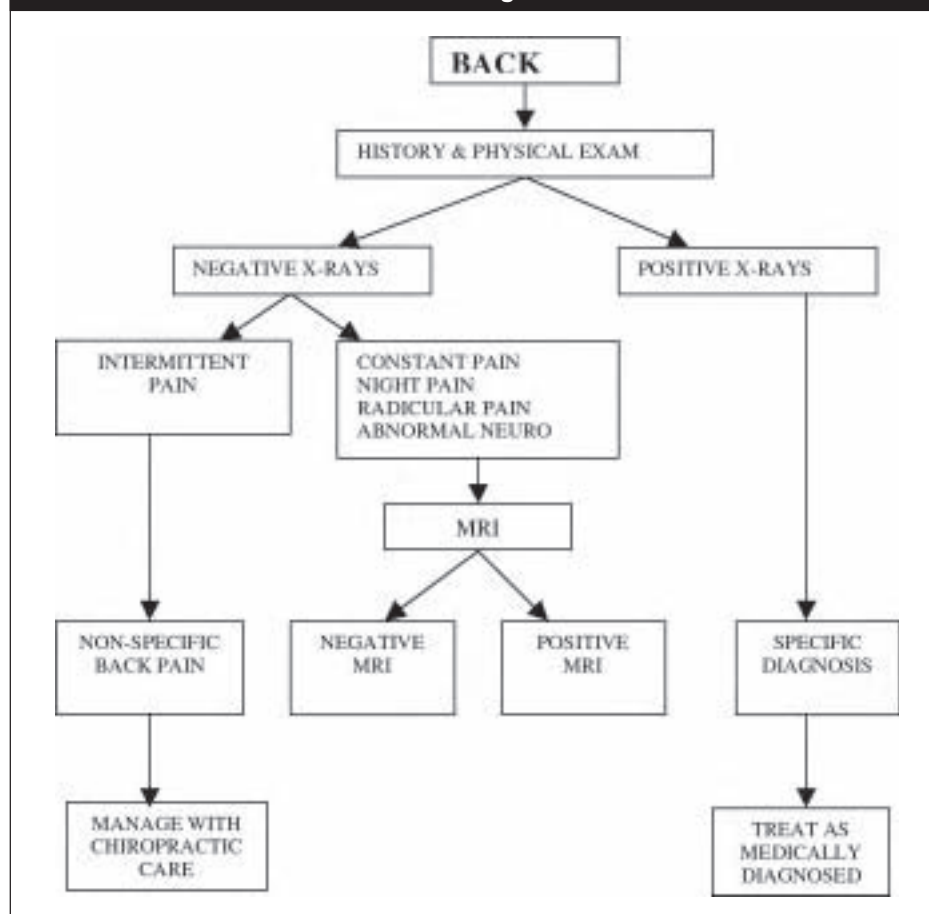 BACK
HISTORY & PHYSICAL EXAM
NEGATIVE X-RAYS
POSITIVE X-RAYS
INTERMITTENT
PAIN
CONSTANT PAIN
NIGHT PAIN
RADICULAR PAIN
ABNORMAL NEURO
MRI
NON-SPECIFIC
BACK PAIN
NEGATIVE
MRI
POSITIVE
MRI
SPECIFIC
DIAGNOSIS
MANAGE WITH
CHIROPRACTIC
CARE
TREAT AS
MEDICALLY
DIAGNOSED